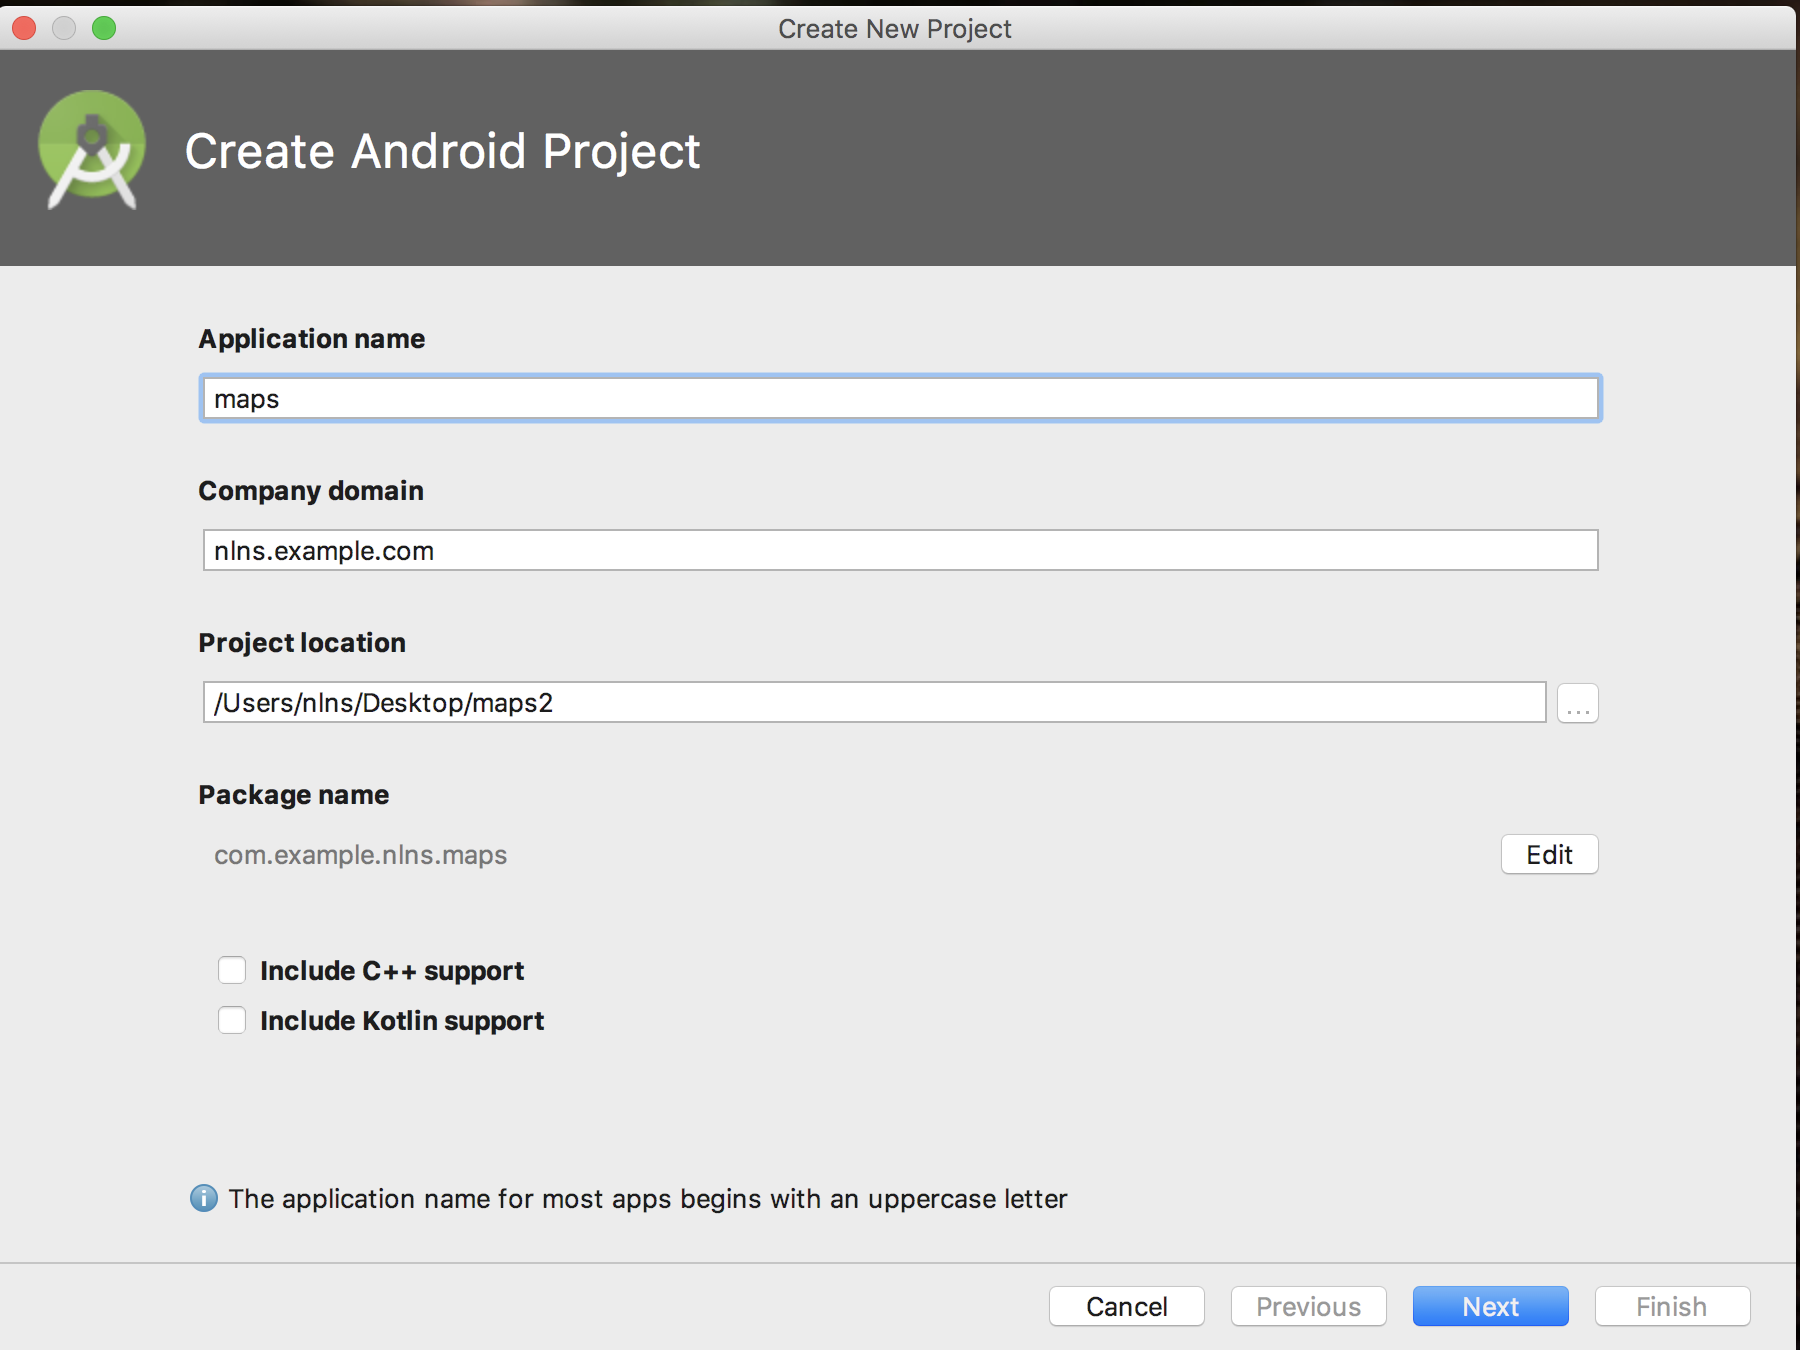 Create New Project
Create Android Project
Application name
maps
Company domain
nlns.example.com
Project location
/Users/nlns/Desktop/maps2
...
Package name
com.example.nlns.maps
Edit
Include C++ support
Include Kotlin support
The application name for most apps begins with an uppercase letter
Cancel Previous Next Finish